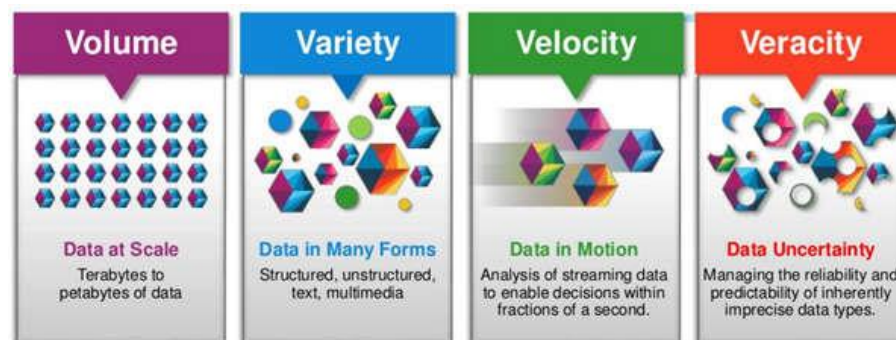 Volume
Data at Scale
Terabytes to
petabytes of data
Variety
Data in Many Forms
Structured, unstructured,
text, multimedia
Velocity
Data in Motion
Analysis of streaming data
to enable decisions within
fractions of a second.
Veracity
Data Uncertainty
Managing the reliability and
predictability of inherently
imprecise data types.